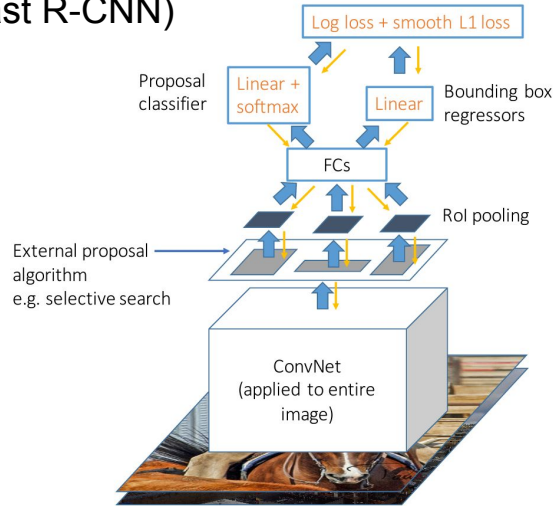 ast R-CNN)
Log loss + smooth L1 loss
Proposal
classifier
Linear +
softmax
Linear
Bounding box
regressors
FCs
RoI pooling
External proposal
algorithm
e.g. selective search
ConvNet
(applied to entire
image)